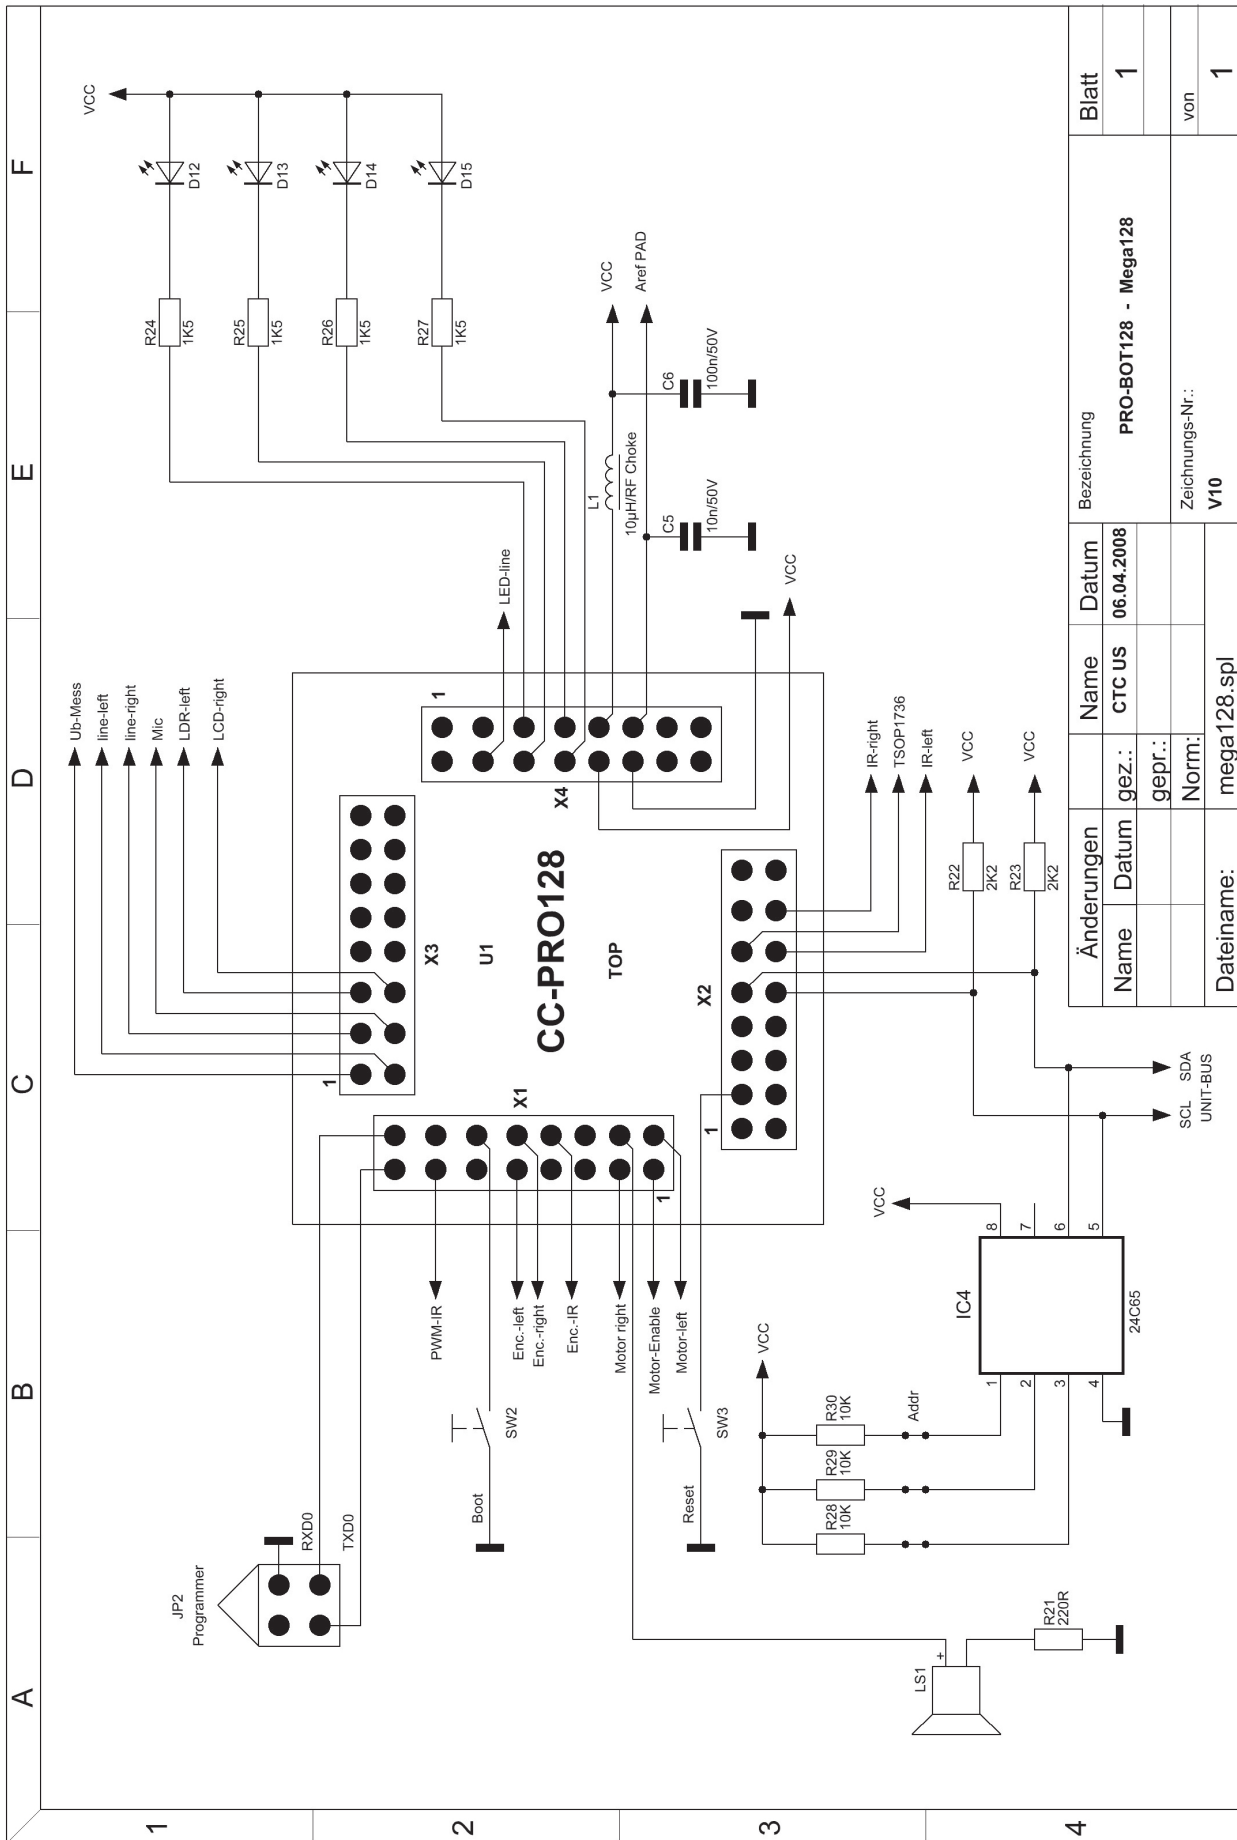 A
B
C
D
E
F
1
2
3
4
VCC
D12
D13
D14
D15
R24
1K5
R25
1K5
R26
1K5
R27
1K5
Ub-Mess
line-left
line-right
Mic
LDR-left
LCD-right
LED-line
L1
10µH/RF Choke
VCC
Aref PAD
C5
10n/50V
C6
100n/50V
VCC
1
X3
U1
CC-PRO128
TOP
X1
1
X4
1
X2
1
JP2
Programmer
RXD0
TXD0
PWM-IR
Boot
SW2
Enc.-left
Enc.-right
Enc.-IR
Motor right
Motor-Enable
Motor-left
Reset
SW3
IR-right
TSOP1736
IR-left
R22
2K2
VCC
R23
2K2
VCC
VCC
R28
10K
R29
10K
R30
10K
Addr
LS1
+
R21
220R
IC4
24C65
1
2
3
4
8
7
6
5
VCC
SCL SDA
UNIT-BUS
Änderungen
Name Datum
Name Datum
gez.: CTC US 06.04.2008
gepr.:
Norm:
Dateiname: mega128.spl
Bezeichnung
PRO-BOT128 - Mega128
Zeichnungs-Nr.:
V10
Blatt
1
von
1